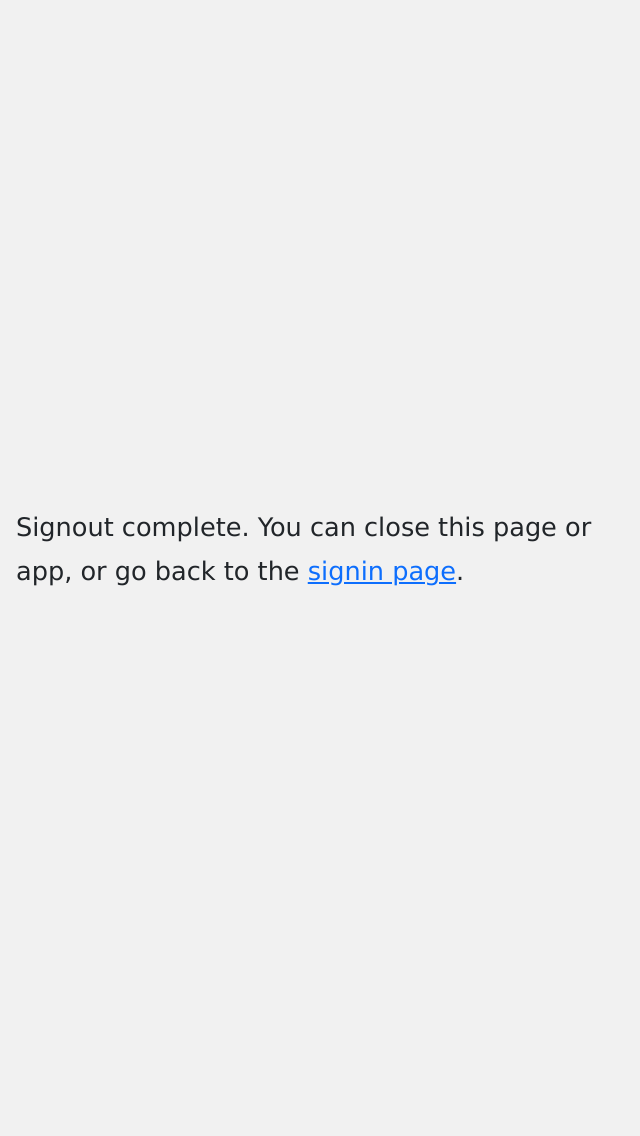 Signout complete. You can close this page or
app, or go back to the signin page.